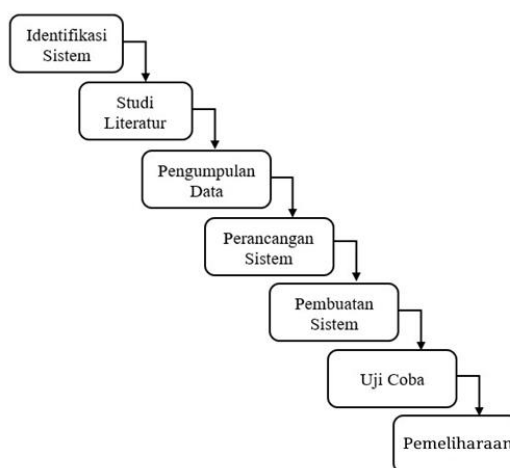 Identifikasi
Sistem
Studi
Literatur
Pengumpulan
Data
Perancangan
Sistem
Pembuatan
Sistem
Uji Coba
Pemeliharaan